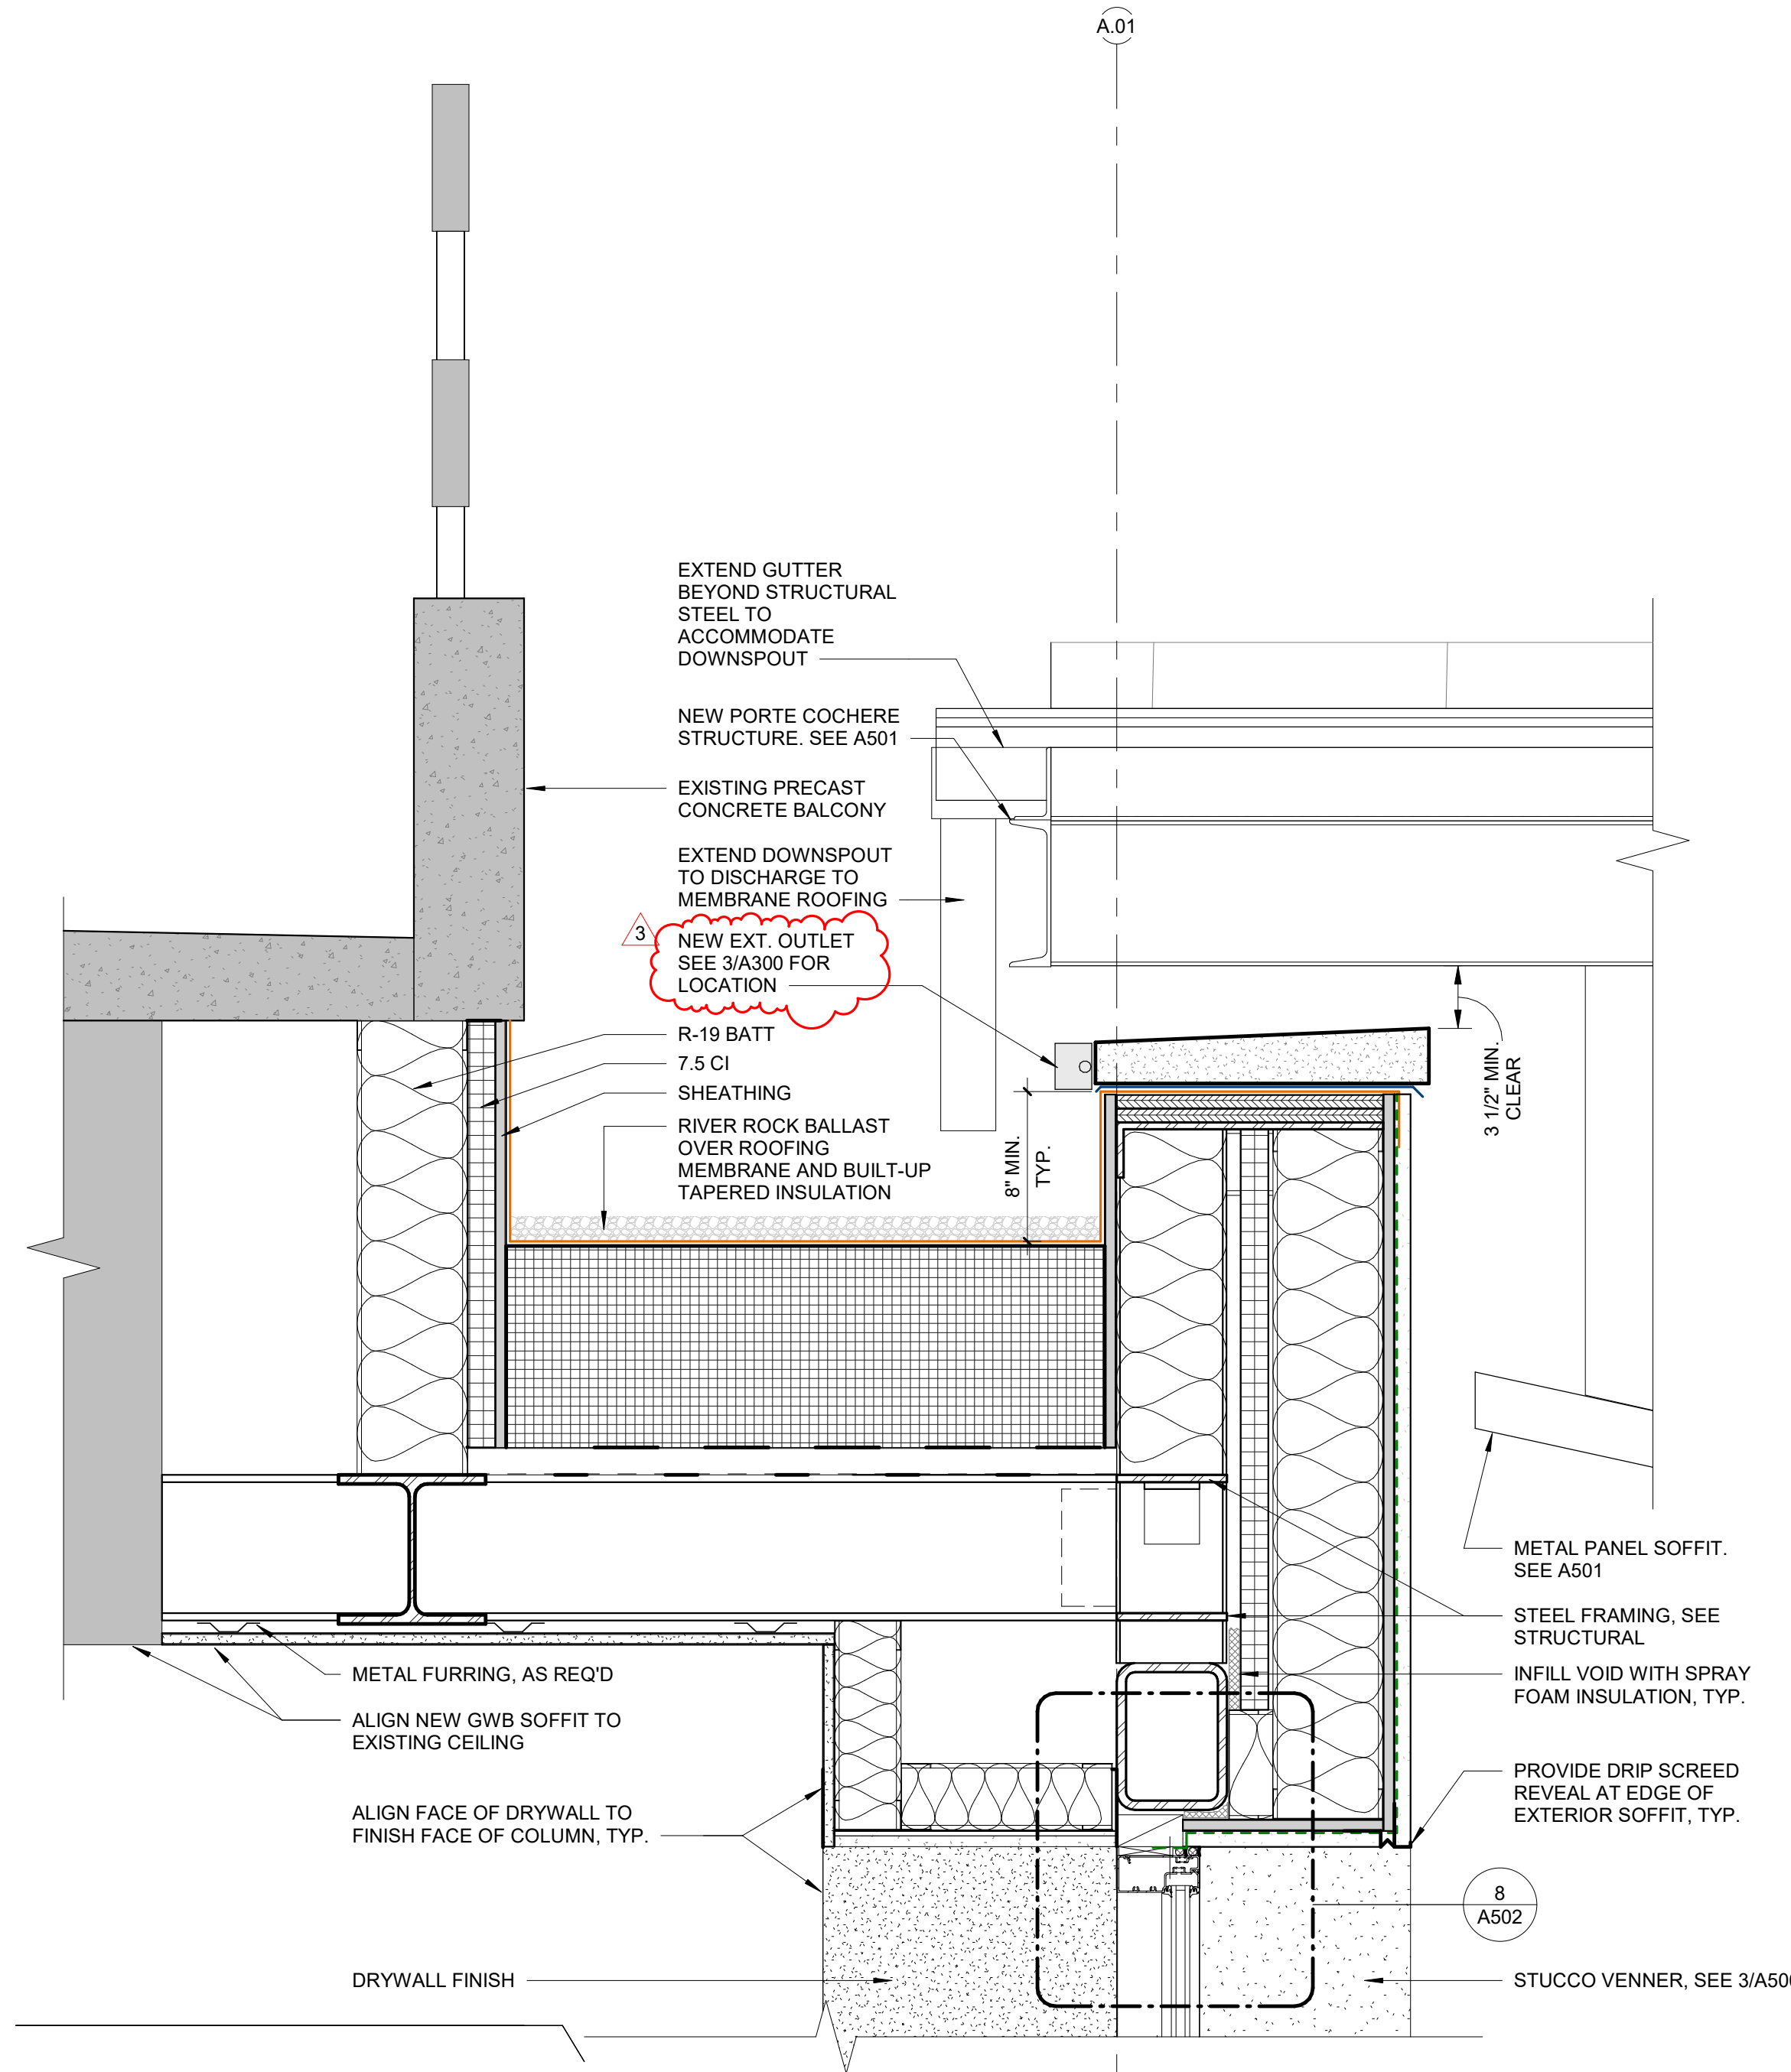 A.01
EXTEND GUTTER
BEYOND STRUCTURAL
STEEL TO
ACCOMMODATE
DOWNSPOUT
NEW PORTE COCHERE
STRUCTURE. SEE A501
EXISTING PRECAST
CONCRETE BALCONY
EXTEND DOWNSPOUT
TO DISCHARGE TO
MEMBRANE ROOFING
3
NEW EXT. OUTLET
SEE 3/A300 FOR
LOCATION
R-19 BATT
7.5 CI
SHEATHING
RIVER ROCK BALLAST
OVER ROOFING
MEMBRANE AND BUILT-UP
TAPERED INSULATION
8" MIN.
TYP.
3 1/2" MIN.
CLEAR
METAL PANEL SOFFIT.
SEE A501
STEEL FRAMING, SEE
STRUCTURAL
INFILL VOID WITH SPRAY
FOAM INSULATION, TYP.
PROVIDE DRIP SCREED
REVEAL AT EDGE OF
EXTERIOR SOFFIT, TYP.
8
A502
STUCCO VENNER, SEE
METAL FURRING, AS REQ'D
ALIGN NEW GWB SOFFIT TO
EXISTING CEILING
ALIGN FACE OF DRYWALL TO
FINISH FACE OF COLUMN, TYP.
DRYWALL FINISH